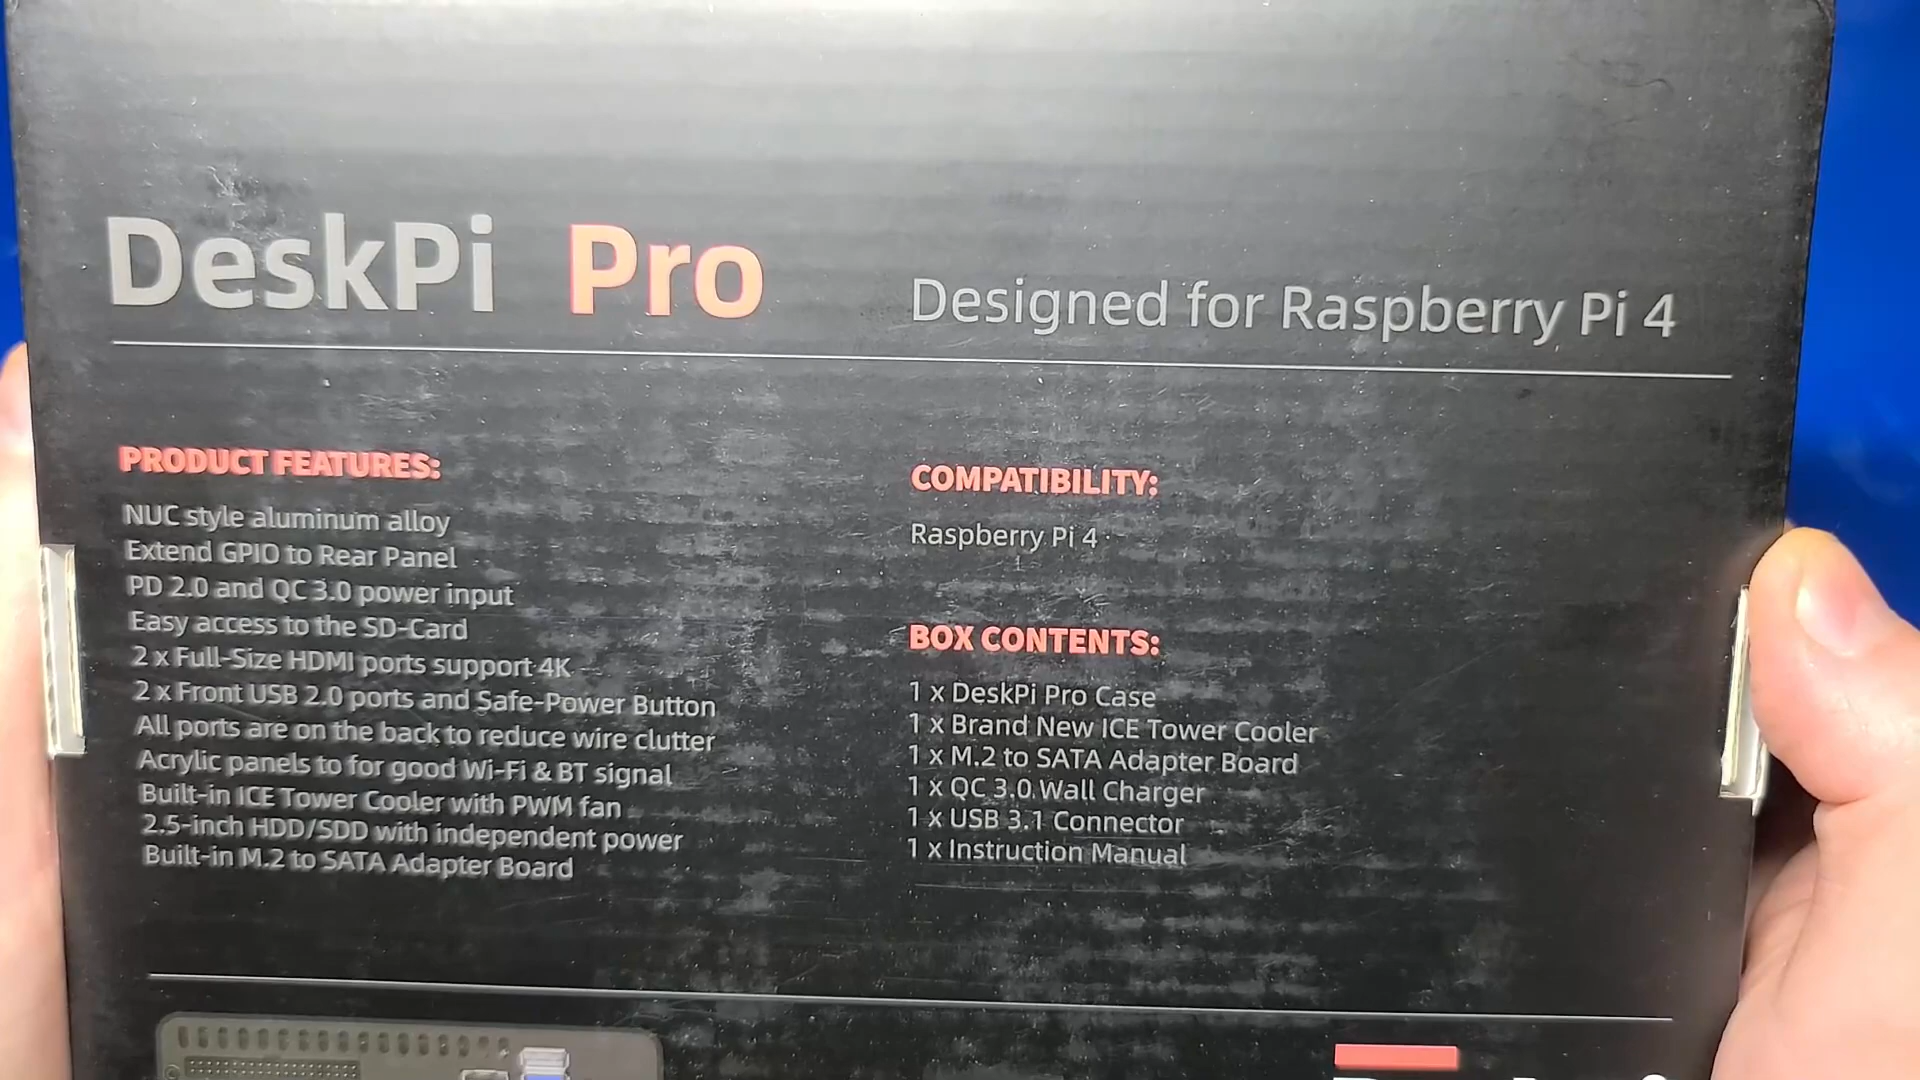 DeskPi Pro
Designed for Raspberry Pi 4
PRODUCT FEATURES:
NUC style aluminum alloy
Extend GPIO to Rear Panel
PD 2.0 and QC 3.0 power input
Easy access to the SD-Card
2 x Full-Size HDMI ports support 4K
2 x Front USB 2.0 ports and Safe-Power Button
All ports are on the back to reduce wire clutter
Acrylic panels to for good Wi-Fi & BT signal
Built-in ICE Tower Cooler with PWM fan
2.5-inch HDD/SDD with independent power
Built-in M.2 to SATA Adapter Board
COMPATIBILITY:
Raspberry Pi 4
BOX CONTENTS:
1 x DeskPi Pro Case
1 x Brand New ICE Tower Cooler
1 x M.2 to SATA Adapter Board
1 x QC 3.0 Wall Charger
1 x USB 3.1 Connector
1 x Instruction Manual